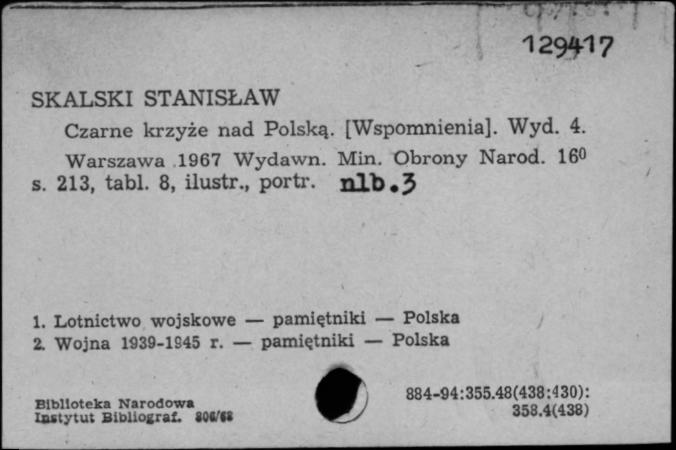 129417
SKALSKI STANISŁAW
Czarne krzyże nad Polską. [Wspomnienia]. Wyd. 4.
Warszawa 1967 Wydawn. Min. Obrony Narod. 16⁰
s. 213, tabl. 8, ilustr., portr. nlb.3
1. Lotnictwo wojskowe — pamiętniki — Polska
2. Wojna 1939-1945 r. — pamiętniki — Polska
884-94:355.48(438:430):
358.4(438)
Biblioteka Narodowa
Instytut Bibliograf. 806/68